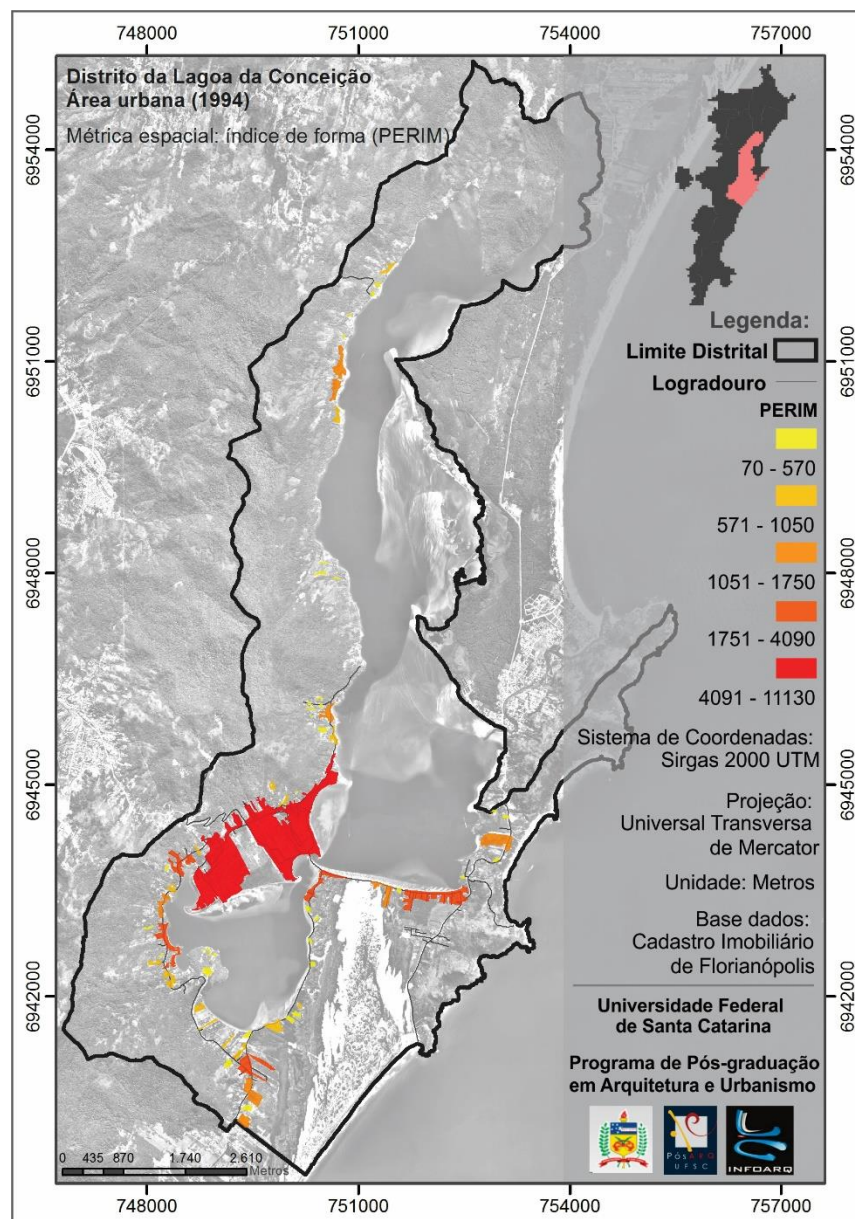 748000
751000
754000
757000
Distrito da Lagoa da Conceição
Área urbana (1994)
Métrica espacial: índice de forma (PERIM)
6954000
6954000
Legenda:
Limite Distrital
6951000
6951000
Logradouro
PERIM
70 - 570
571 - 1050
6948000
6948000
1051 - 1750
1751 - 4090
4091 - 11130
Sistema de Coordenadas:
Sirgas 2000 UTM
6945000
6945000
Projeção:
Universal Transversa
de Mercator
Unidade: Metros
Base dados:
Cadastro Imobiliário
de Florianópolis
6942000
6942000
Universidade Federal
de Santa Catarina
Programa de Pós-graduação
em Arquitetura e Urbanismo
PósARQ
UFSC
INFOARQ
0 435 870 1.740 2.610
Metros
748000
751000
754000
757000